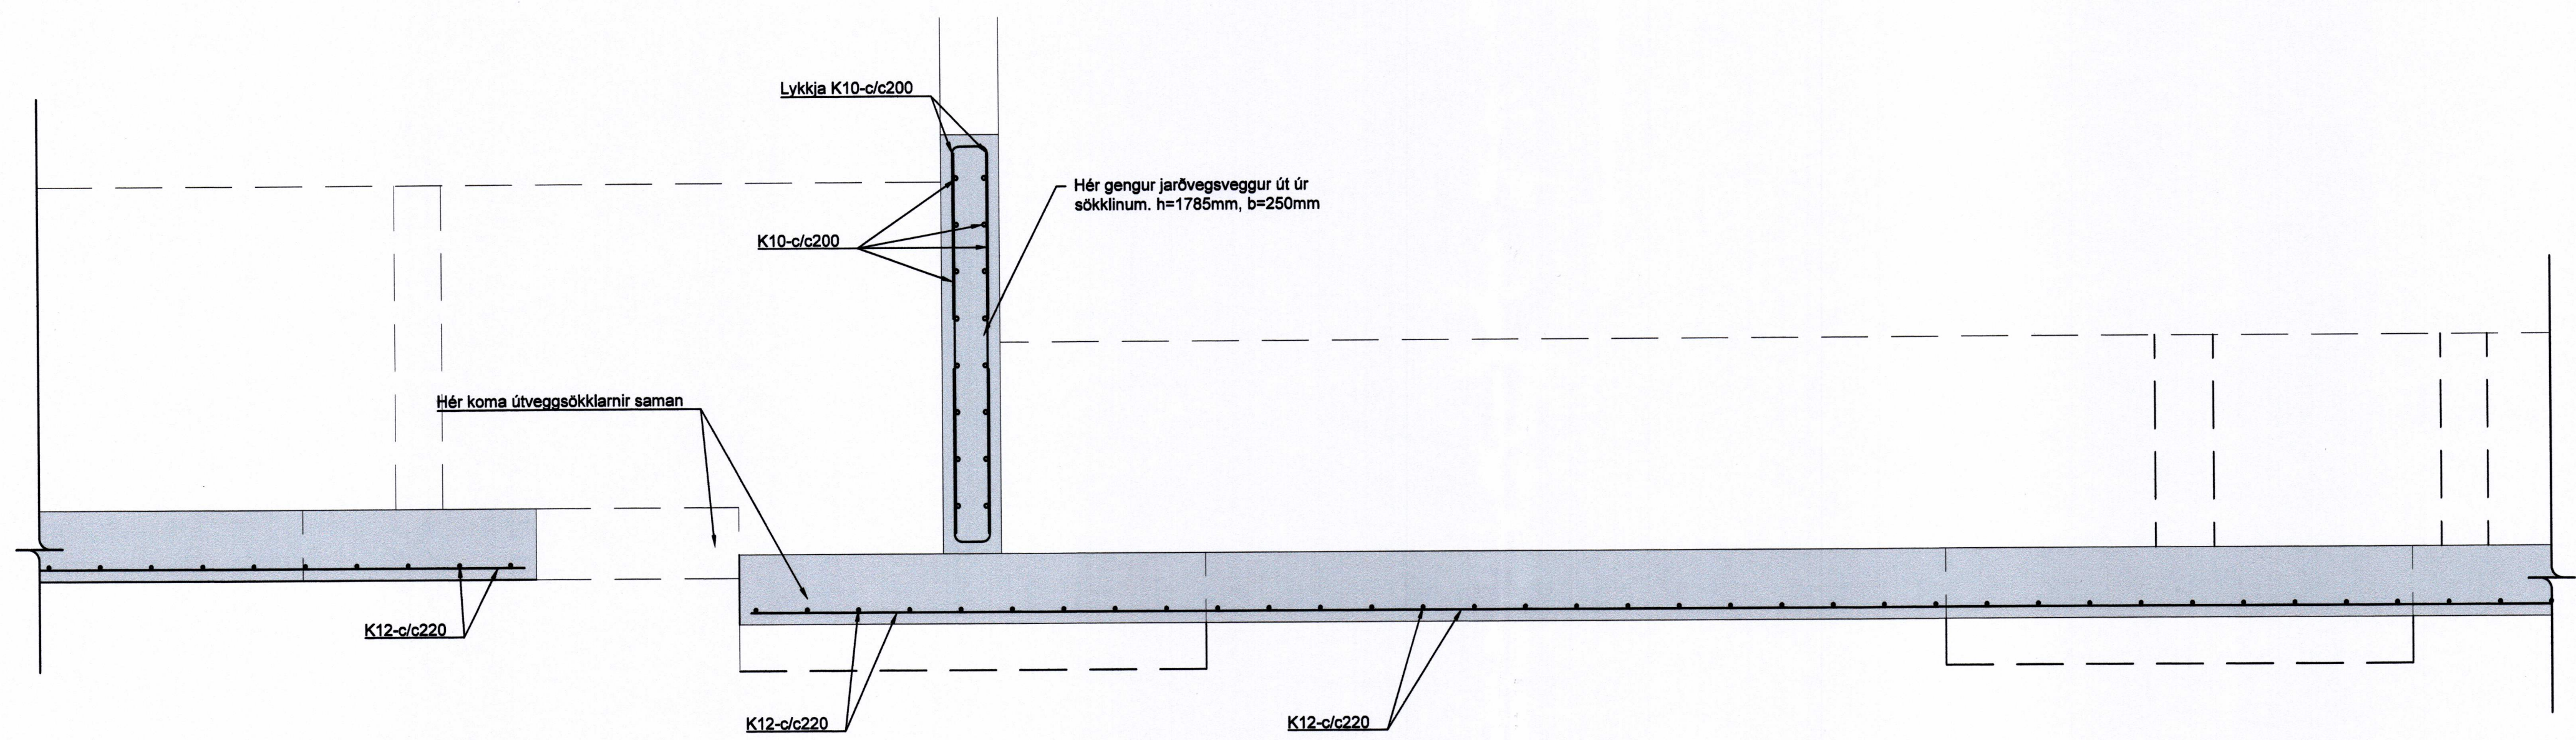 Lykkja K10-c/c200
Hér gengur jarðvegsveggur út úr
sökklinum. h=1785mm, b=250mm
K10-c/c200
Hér koma útveggsökklarnir saman
K12-c/c220
K12-c/c220
K12-c/c220